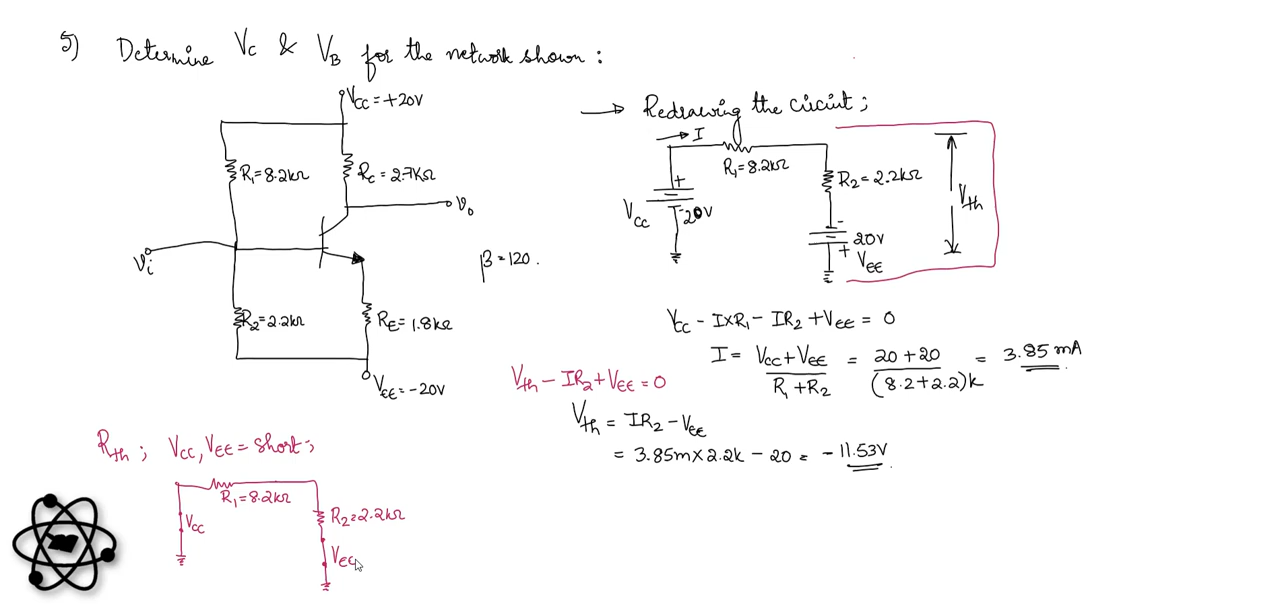 5) Determine Vc & VB for the network shown :
VCC = +20V
R1=8.2kΩ
RC = 2.7KΩ
Vo
Vi
β = 120 .
R2=2.2kΩ
RE = 1.8kΩ
VEE = -20V
→ Redrawing the circuit ;
→ I
R1=8.2kΩ
R2 = 2.2kΩ
+
VCC
-20V
-
20V
+
VEE
Vth
VCC - I×R1 - IR2 + VEE = 0
I = VCC + VEE / R1 + R2 = 20 + 20 / (8.2 + 2.2) k = 3.85 mA
Vth - IR2 + VEE = 0
Vth = IR2 - VEE
= 3.85m × 2.2k - 20 = - 11.53V
Rth ; VCC, VEE = short ;
R1=8.2kΩ
VCC
R2=2.2kΩ
VEE